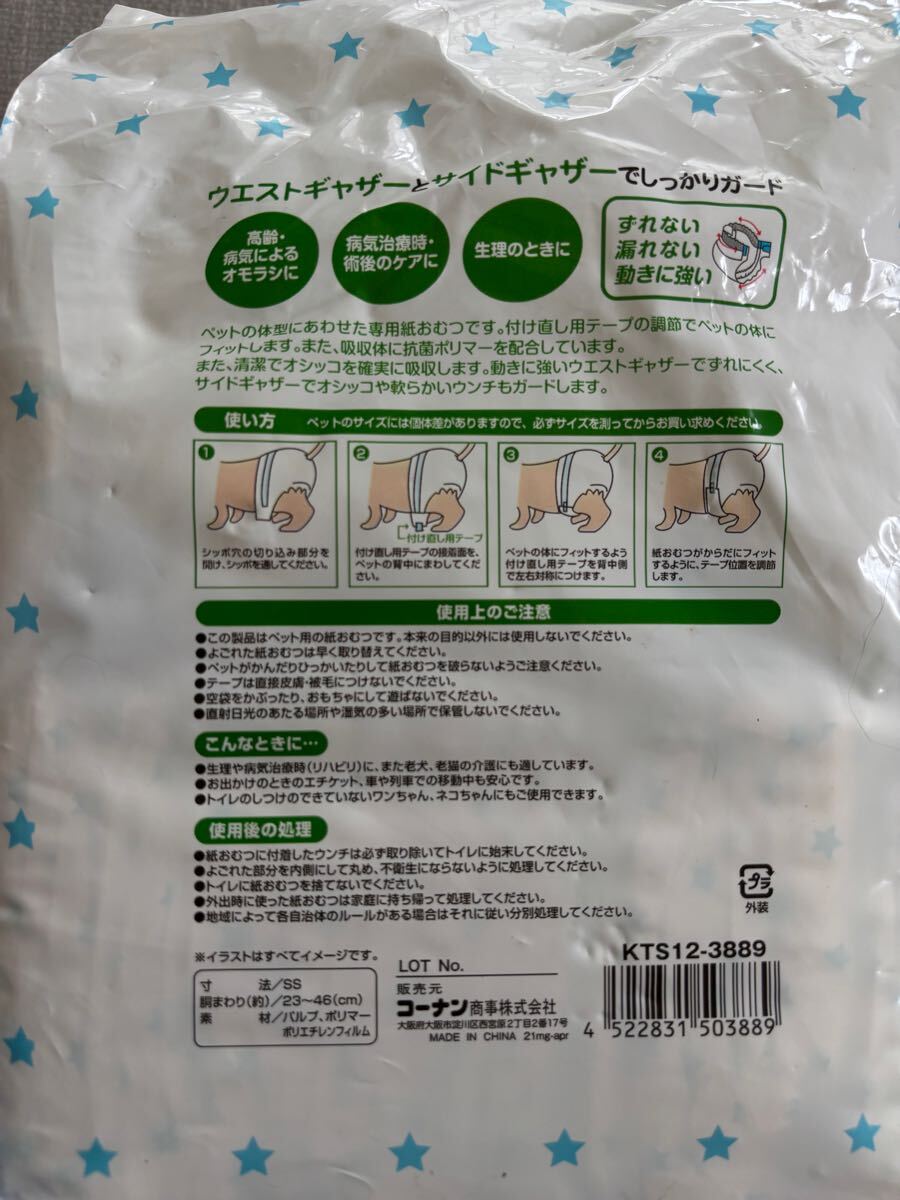 ウエストギャザーとサイドギャザーでしっかりガード
高齢・
病気による
オモラシに
病気治療時・
術後のケアに
生理のときに
ずれない
漏れない
動きに強い
ペットの体型にあわせた専用紙おむつです。付け直し用テープの調節でペットの体に
フィットします。また、吸収体に抗菌ポリマーを配合しています。
また、清潔でオシッコを確実に吸収します。動きに強いウエストギャザーでずれにくく、
サイドギャザーでオシッコや軟らかいウンチもガードします。
使い方 ペットのサイズには個体差がありますので、必ずサイズを測ってからお買い求めください。
1
シッポ穴の切り込み部分を
開け、シッポを通してください。
2
付け直し用テープ
付け直し用テープの接着面を、
ペットの背中にまわしてくだ
さい。
3
ペットの体にフィットするよう
付け直し用テープを背中側
で左右対称につけます。
4
紙おむつがからだにフィット
するように、テープ位置を調節
します。
使用上のご注意
●この製品はペット用の紙おむつです。本来の目的以外には使用しないでください。
●よごれた紙おむつは早く取り替えてください。
●ペットがかんだりひっかいたりして紙おむつを破らないようご注意ください。
●テープは直接皮膚・被毛につけないでください。
●空袋をかぶったり、おもちゃにして遊ばないでください。
●直射日光のあたる場所や湿気の多い場所で保管しないでください。
こんなときに…
●生理や病気治療時(リハビリ)に、また老犬、老猫の介護にも適しています。
●お出かけのときのエチケット、車や列車での移動中も安心です。
●トイレのしつけのできていないワンちゃん、ネコちゃんにもご使用できます。
使用後の処理
●紙おむつに付着したウンチは必ず取り除いてトイレに始末してください。
●よごれた部分を内側にして丸め、不衛生にならないように処理してください。
●トイレに紙おむつを捨てないでください。
●外出時に使った紙おむつは家庭に持ち帰って処理してください。
●地域によって各自治体のルールがある場合はそれに従い分別処理してください。
プラ
外装
※イラストはすべてイメージです。
寸 法/SS
胴まわり(約)/23〜46(cm)
素 材/パルプ、ポリマー
ポリエチレンフィルム
LOT No.
販売元
コーナン商事株式会社
大阪府大阪市淀川区西宮原2丁目2番17号
MADE IN CHINA 21mg-apr
KTS12-3889
4 522831 503889